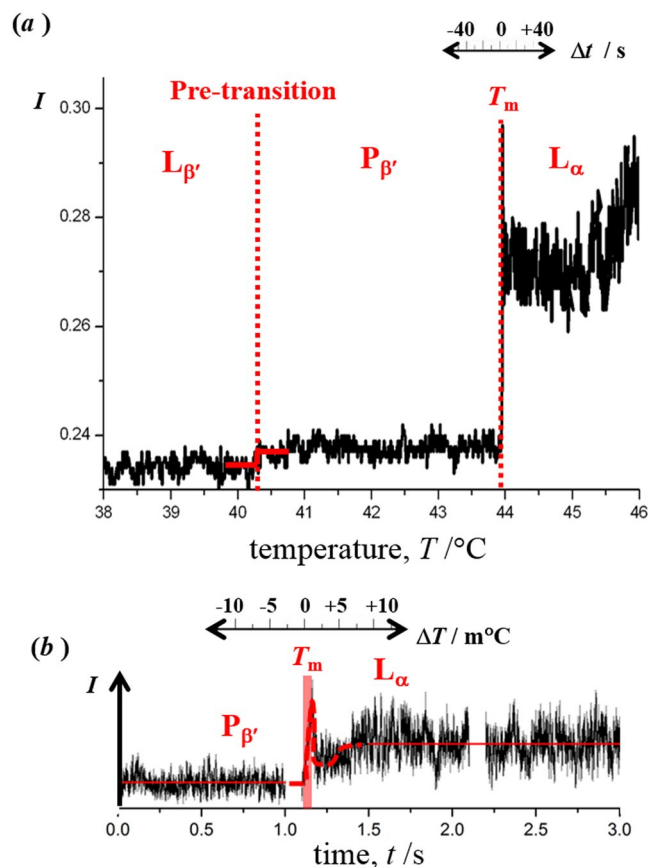 (a)
-40 0 +40
Δt / s
I
0.30
Pre-transition
Tm
Lβ′
Pβ′
Lα
0.28
0.26
0.24
38 39 40 41 42 43 44 45 46
temperature, T /°C
-10 -5 0 +5 +10
ΔT / m°C
(b)
Tm
I
Lα
Pβ′
0.0 0.5 1.0 1.5 2.0 2.5 3.0
time, t /s